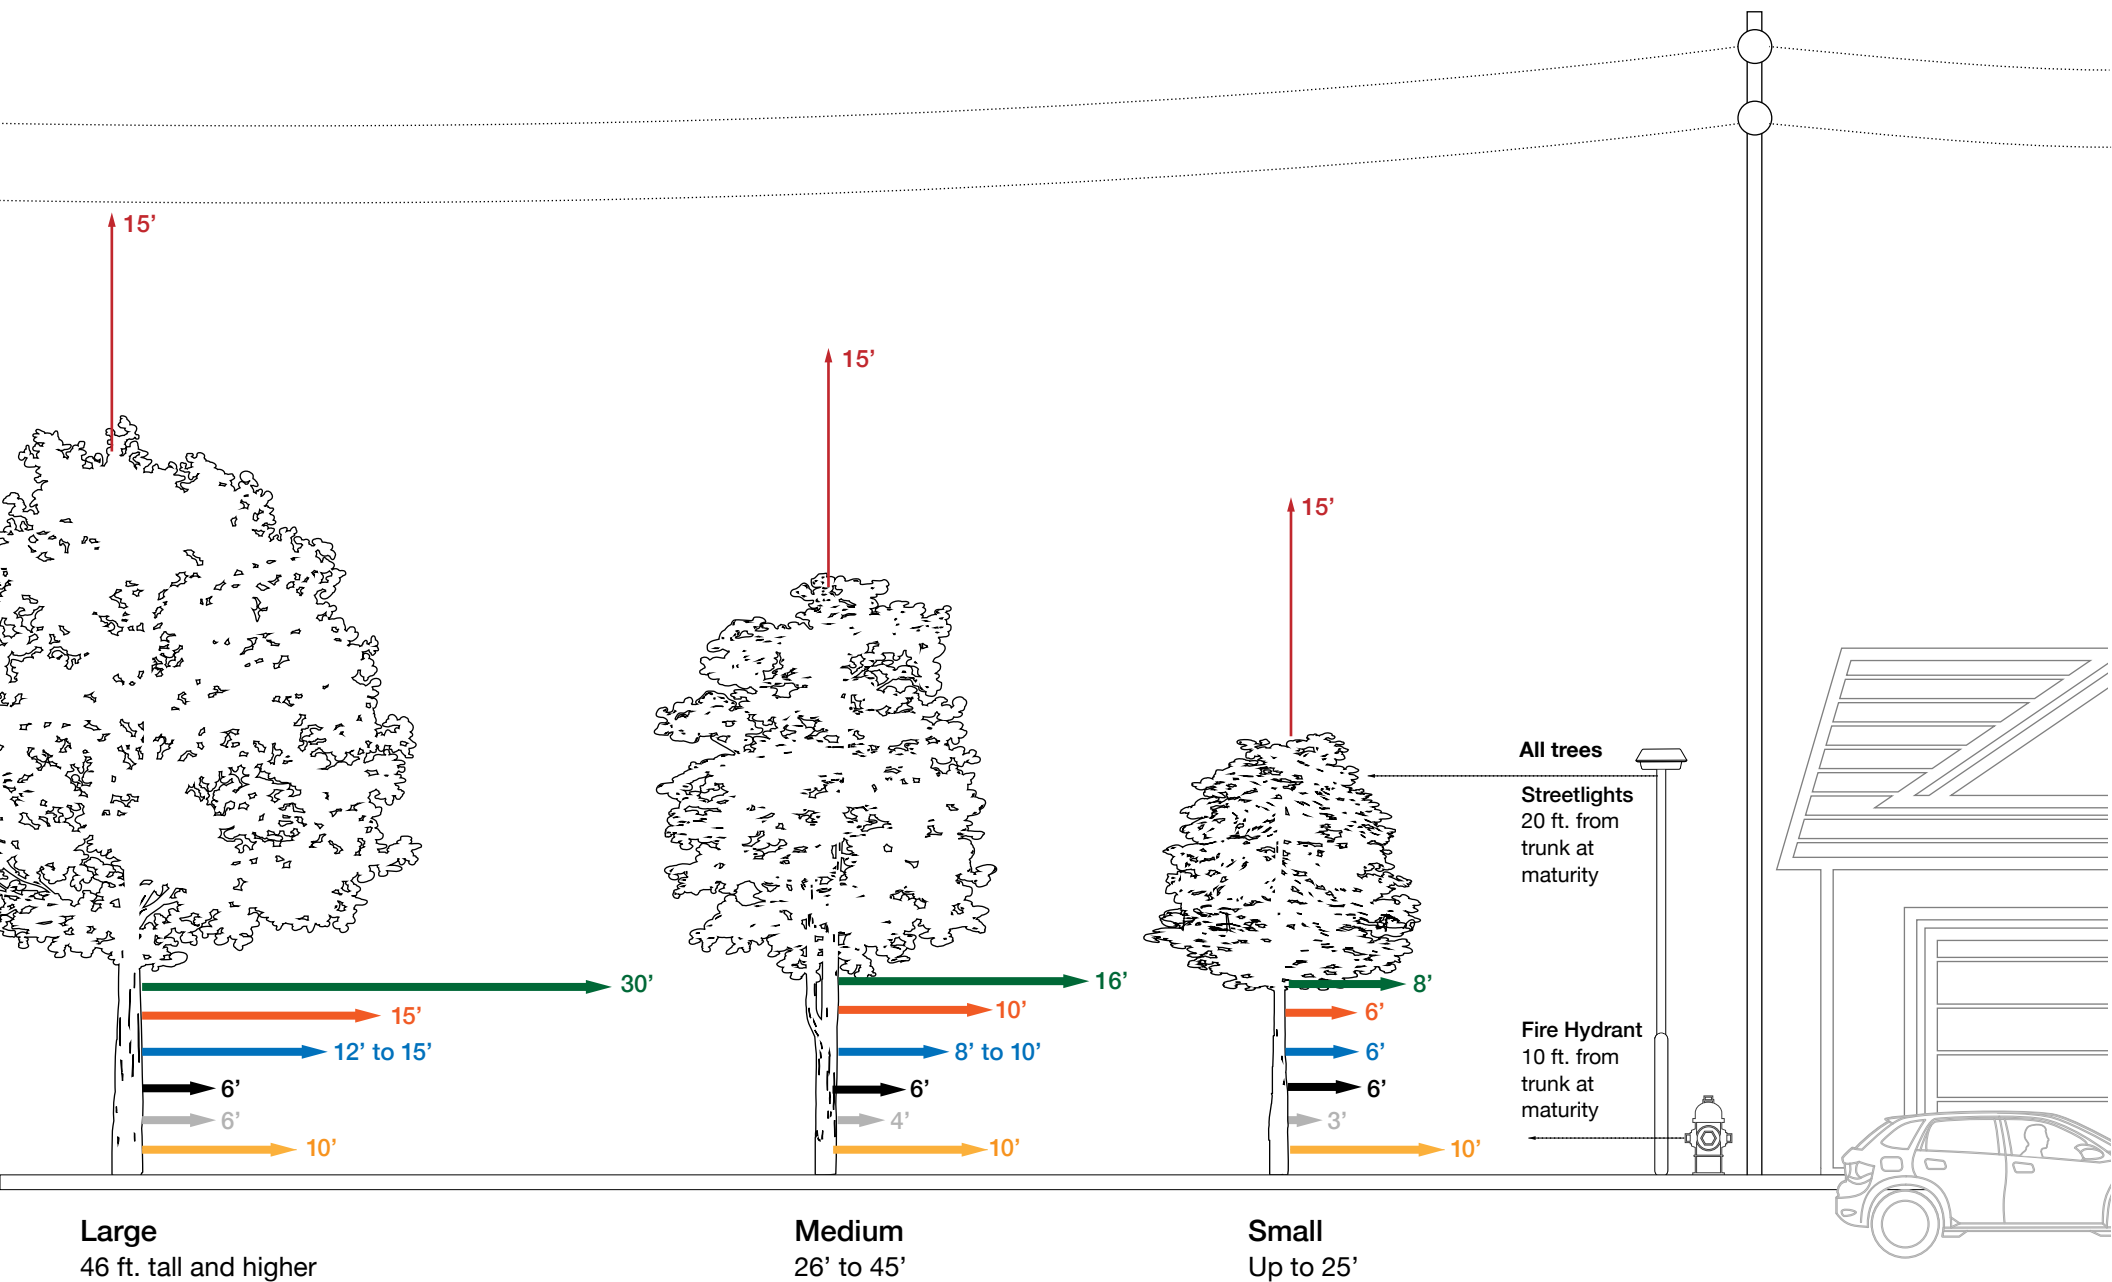 15’
15’
15’
All trees
Streetlights
20 ft. from
trunk at
maturity
30’
15’
12’ to 15’
6’
6’
10’
16’
10’
8’ to 10’
6’
4’
10’
8’
6’
6’
6’
3’
10’
Fire Hydrant
10 ft. from
trunk at
maturity
Large
46 ft. tall and higher
Medium
26’ to 45’
Small
Up to 25’